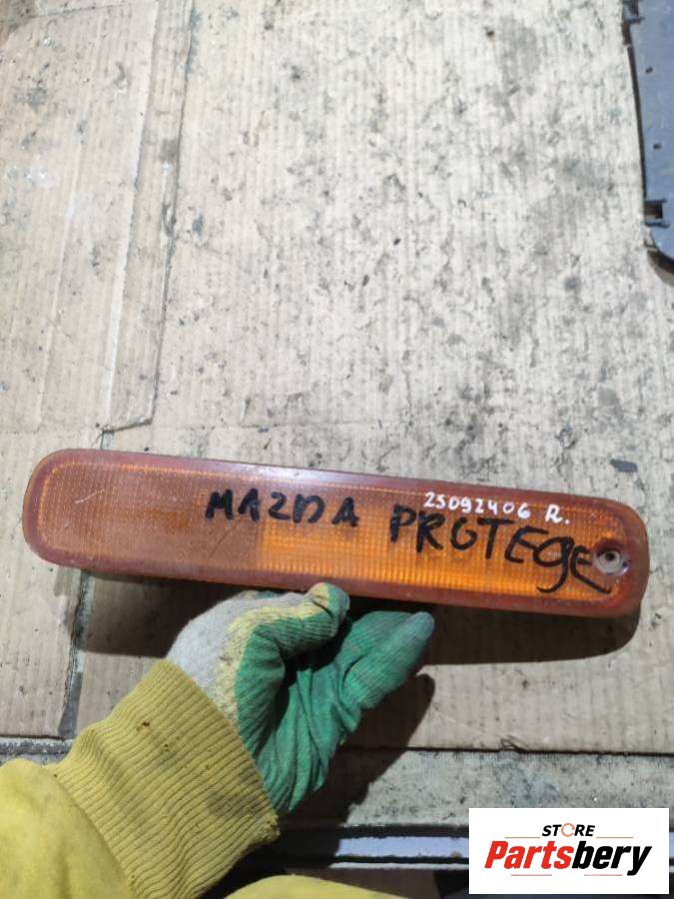 25092406 R.
MAZDA PROTEGE
STORE
Partsbery